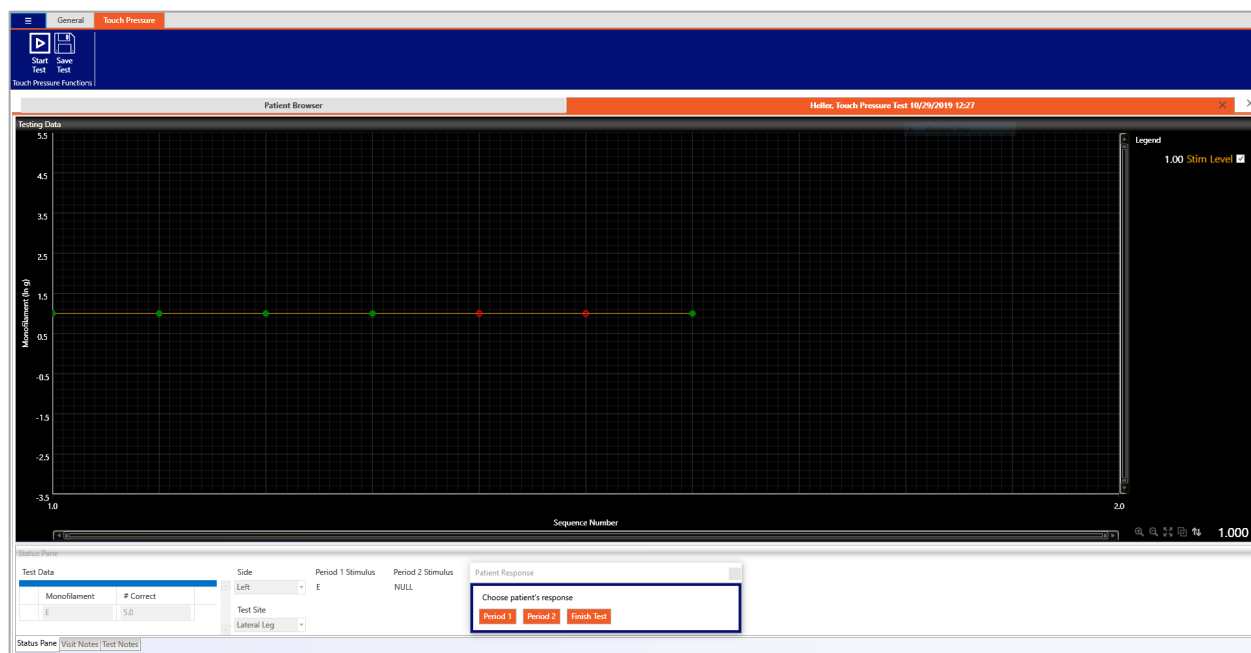 ☰ General Touch Pressure
Start Test Save Test
Touch Pressure Functions
Patient Browser Heller, Touch Pressure Test 10/29/2019 12:27
Testing Data
Legend
1.00 Stim Level
5.5
4.5
3.5
2.5
1.5
0.5
-0.5
-1.5
-2.5
-3.5
Monofilament (ln g)
1.0 2.0
Sequence Number
1.000
Status Pane
Test Data
Monofilament # Correct
E 5.0
Side
Left
Test Site
Lateral Leg
Period 1 Stimulus
E
Period 2 Stimulus
NULL
Patient Response
Choose patient's response
Period 1 Period 2 Finish Test
Status Pane Visit Notes Test Notes